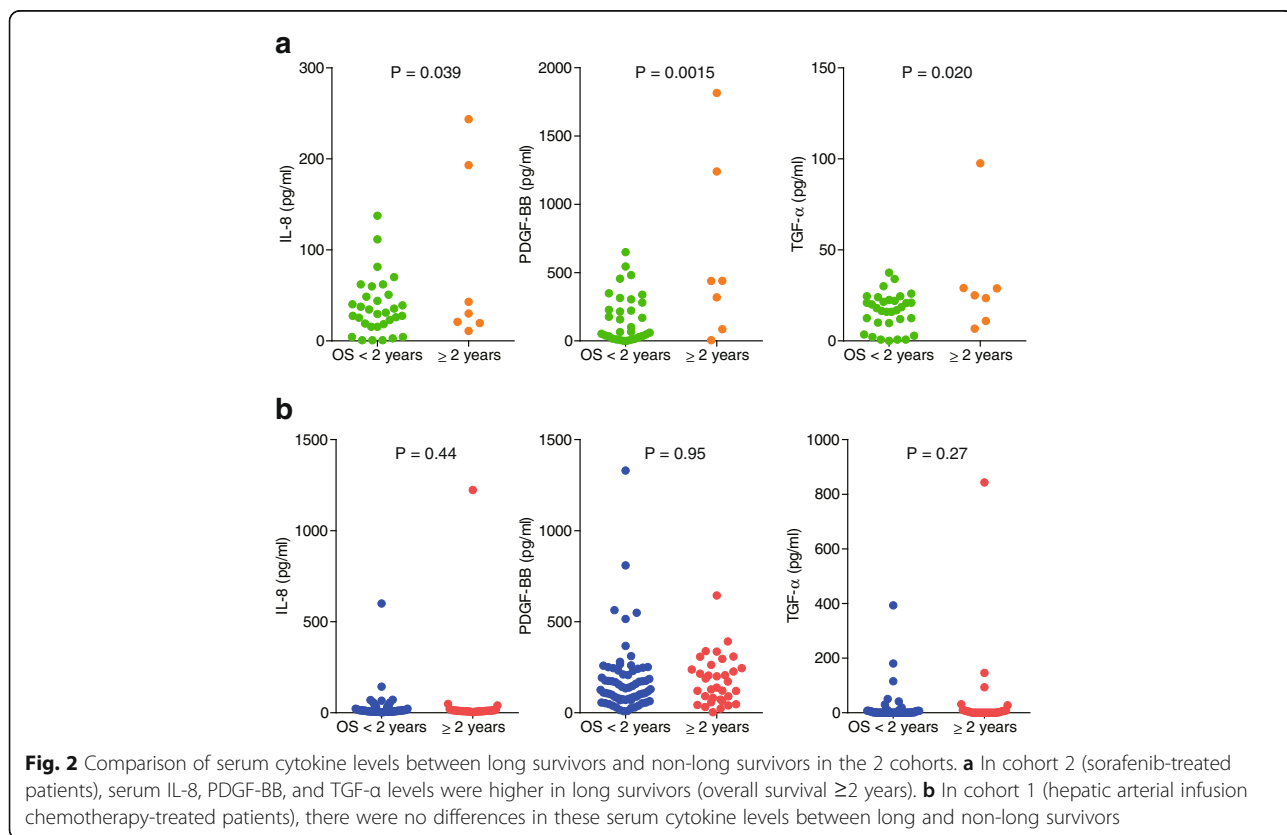 a
P = 0.039
300
200
100
0
IL-8 (pg/ml)
OS < 2 years
≥ 2 years
P = 0.0015
2000
1500
1000
500
0
PDGF-BB (pg/ml)
OS < 2 years
≥ 2 years
P = 0.020
150
100
50
0
TGF-α (pg/ml)
OS < 2 years
≥ 2 years
b
P = 0.44
1500
1000
500
0
IL-8 (pg/ml)
OS < 2 years
≥ 2 years
P = 0.95
1500
1000
500
0
PDGF-BB (pg/ml)
OS < 2 years
≥ 2 years
P = 0.27
1000
800
600
400
200
0
TGF-α (pg/ml)
OS < 2 years
≥ 2 years
Fig. 2 Comparison of serum cytokine levels between long survivors and non-long survivors in the 2 cohorts. a In cohort 2 (sorafenib-treated
patients), serum IL-8, PDGF-BB, and TGF-α levels were higher in long survivors (overall survival ≥2 years). b In cohort 1 (hepatic arterial infusion
chemotherapy-treated patients), there were no differences in these serum cytokine levels between long and non-long survivors